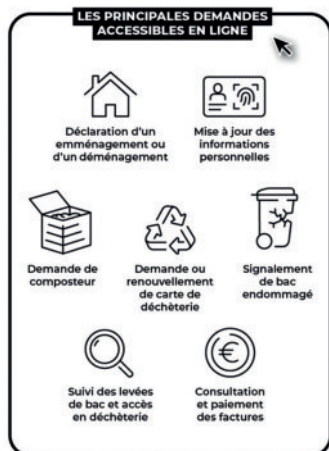 LES PRINCIPALES DEMANDES
ACCESSIBLES EN LIGNE
Déclaration d'un
emménagement ou
d'un déménagement
Mise à jour des
informations
personnelles
Demande de
composteur
Demande ou
renouvellement
de carte de
déchèterie
Signalement
de bac
endommagé
Suivi des levées
de bac et accès
en déchèterie
Consultation
et paiement
des factures